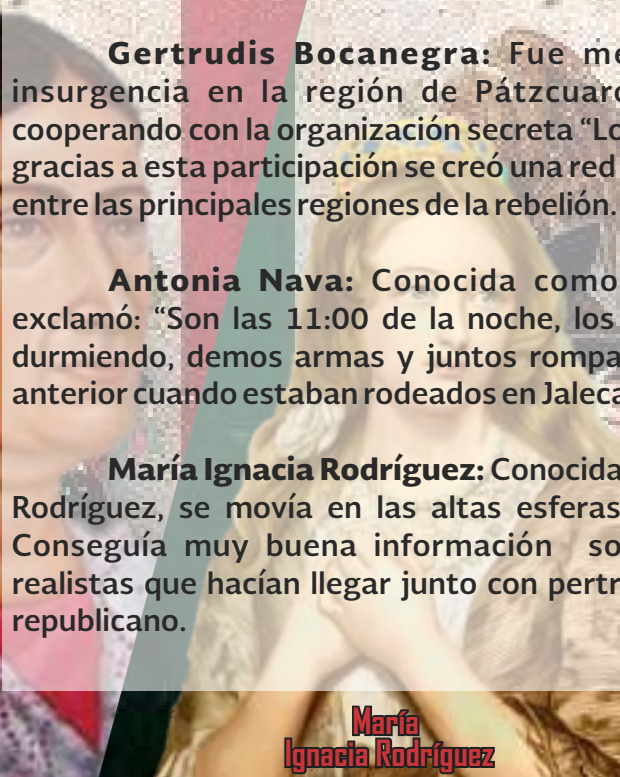 Gertrudis Bocanegra: Fue me
insurgencia en la región de Pátzcuaro
cooperando con la organización secreta “Lo
gracias a esta participación se creó una red
entre las principales regiones de la rebelión.
Antonia Nava: Conocida como
exclamó: “Son las 11:00 de la noche, los
durmiendo, demos armas y juntos rompa
anterior cuando estaban rodeados en Jaleca
María Ignacia Rodríguez: Conocida
Rodríguez, se movía en las altas esferas
Conseguía muy buena información so
realistas que hacían llegar junto con pertr
republicano.
María
Ignacia Rodríguez